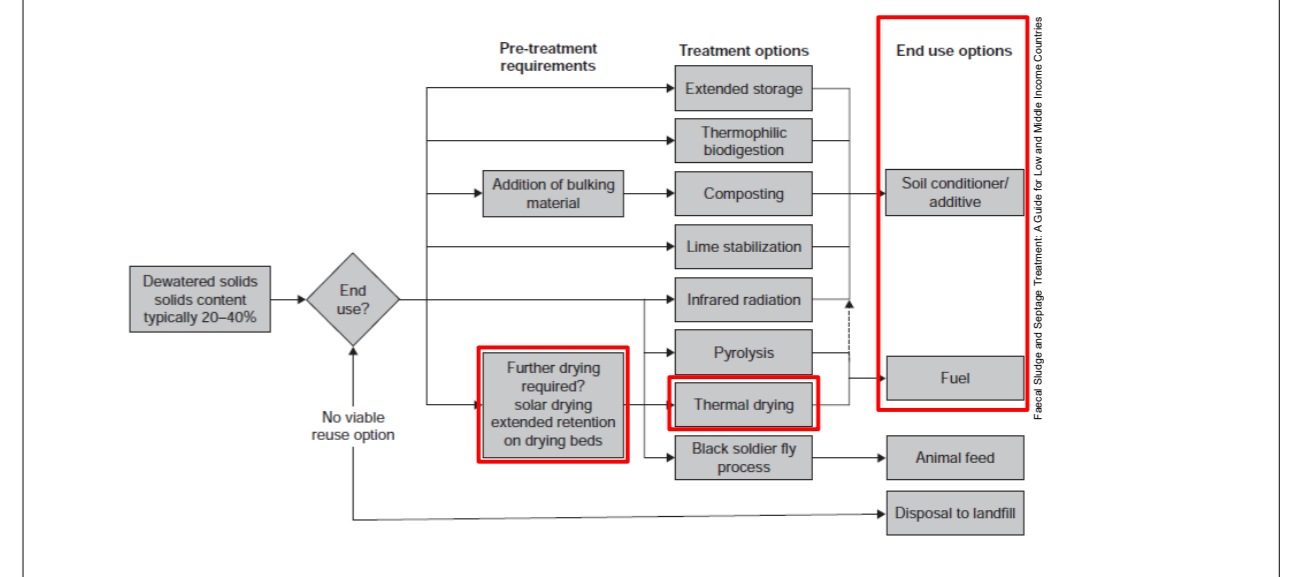 Pre-treatment
requirements
Treatment options
End use options
Extended storage
Thermophilic
biodigestion
Addition of bulking
material
Composting
Soil conditioner/
additive
Lime stabilization
Dewatered solids
solids content
typically 20–40%
End
use?
Infrared radiation
Pyrolysis
Further drying
required?
solar drying
extended retention
on drying beds
Thermal drying
Fuel
No viable
reuse option
Black soldier fly
process
Animal feed
Disposal to landfill
Faecal Sludge and Septage Treatment: A Guide for Low and Middle Income Countries